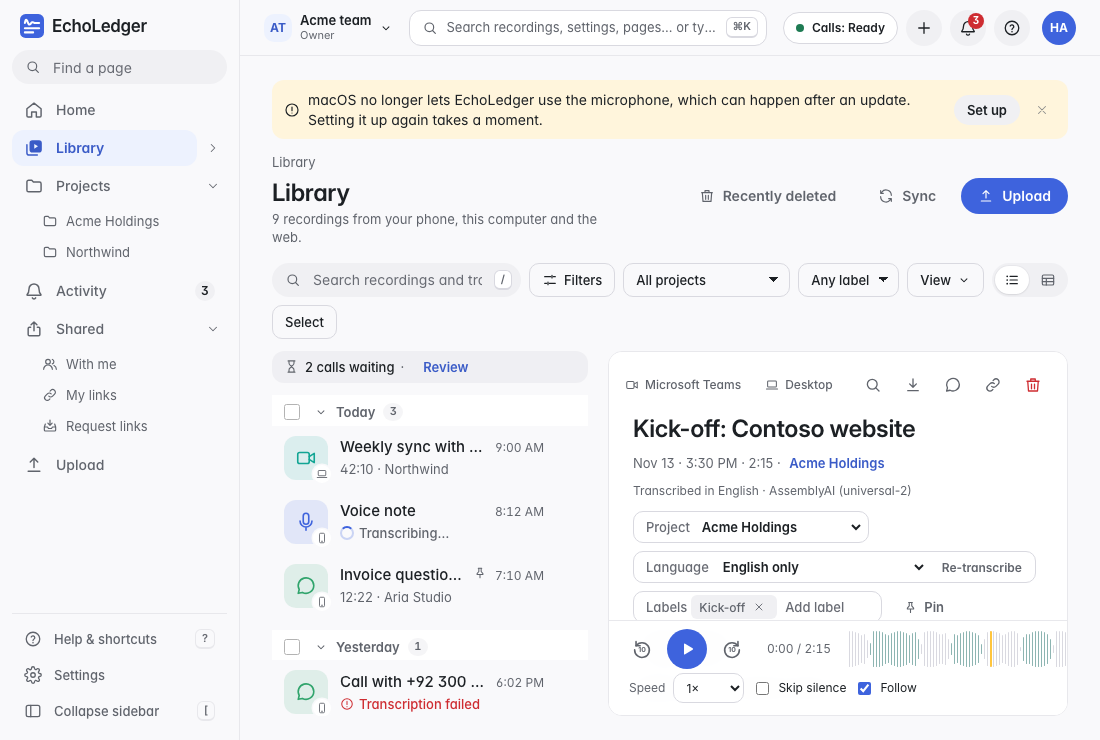 EchoLedger
Find a page
Home
Library
Projects
Acme Holdings
Northwind
Activity
3
Shared
With me
My links
Request links
Upload
Help & shortcuts
?
Settings
Collapse sidebar
[
AT
Acme team
Owner
Search recordings, settings, pages... or ty...
⌘K
Calls: Ready
3
HA
macOS no longer lets EchoLedger use the microphone, which can happen after an update.
Setting it up again takes a moment.
Set up
Library
Library
9 recordings from your phone, this computer and the
web.
Recently deleted
Sync
Upload
Search recordings and tra
/
Filters
All projects
Any label
View
Select
2 calls waiting ·
Review
Today 3
Weekly sync with ... 9:00 AM
42:10 · Northwind
Voice note 8:12 AM
Transcribing...
Invoice questio... 7:10 AM
12:22 · Aria Studio
Yesterday 1
Call with +92 300 ... 6:02 PM
Transcription failed
Microsoft Teams
Desktop
Kick-off: Contoso website
Nov 13 · 3:30 PM · 2:15 · Acme Holdings
Transcribed in English · AssemblyAI (universal-2)
Project Acme Holdings
Language English only Re-transcribe
Labels Kick-off Add label Pin
10
10
0:00 / 2:15
Speed 1× Skip silence Follow